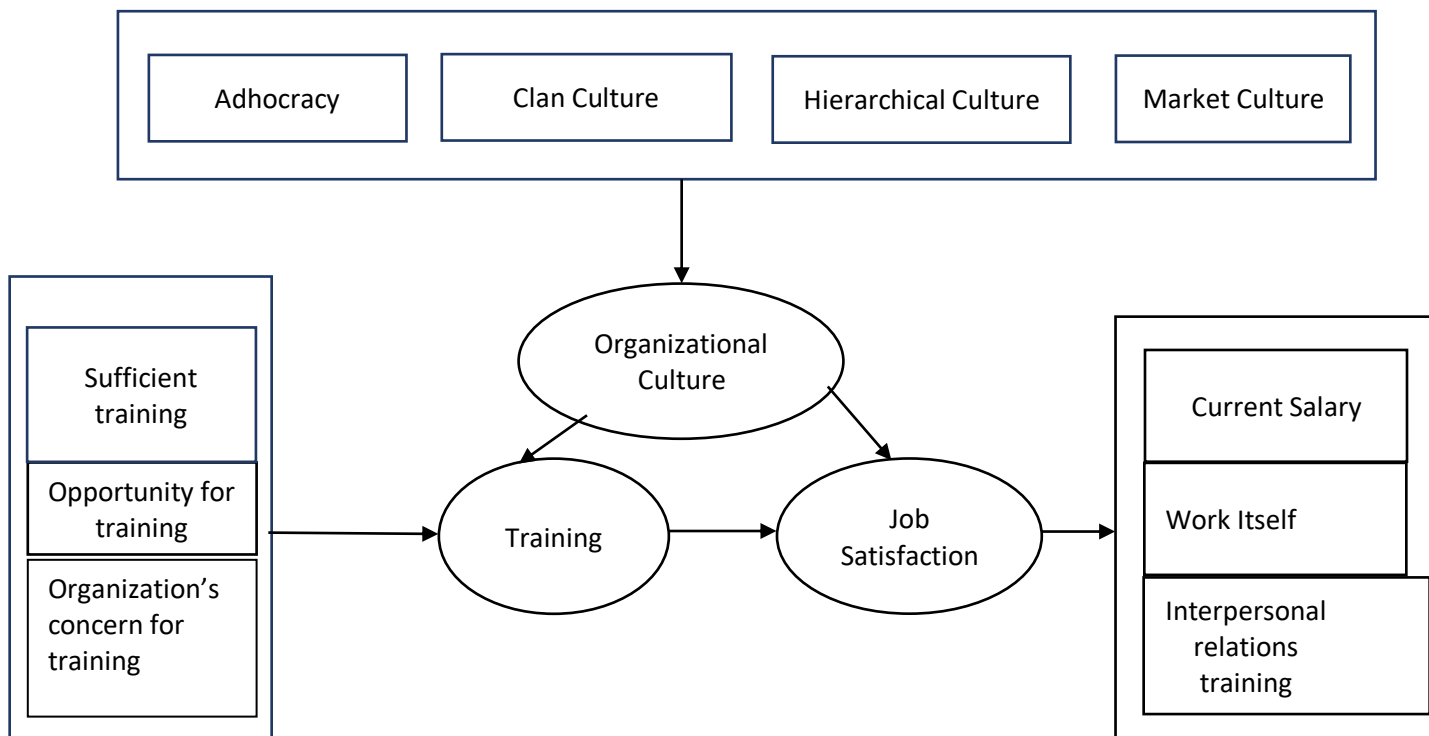 Adhocracy
Clan Culture
Hierarchical Culture
Market Culture
Organizational
Culture
Sufficient
training
Opportunity for
training
Organization’s
concern for
training
Training
Job
Satisfaction
Current Salary
Work Itself
Interpersonal
relations
training